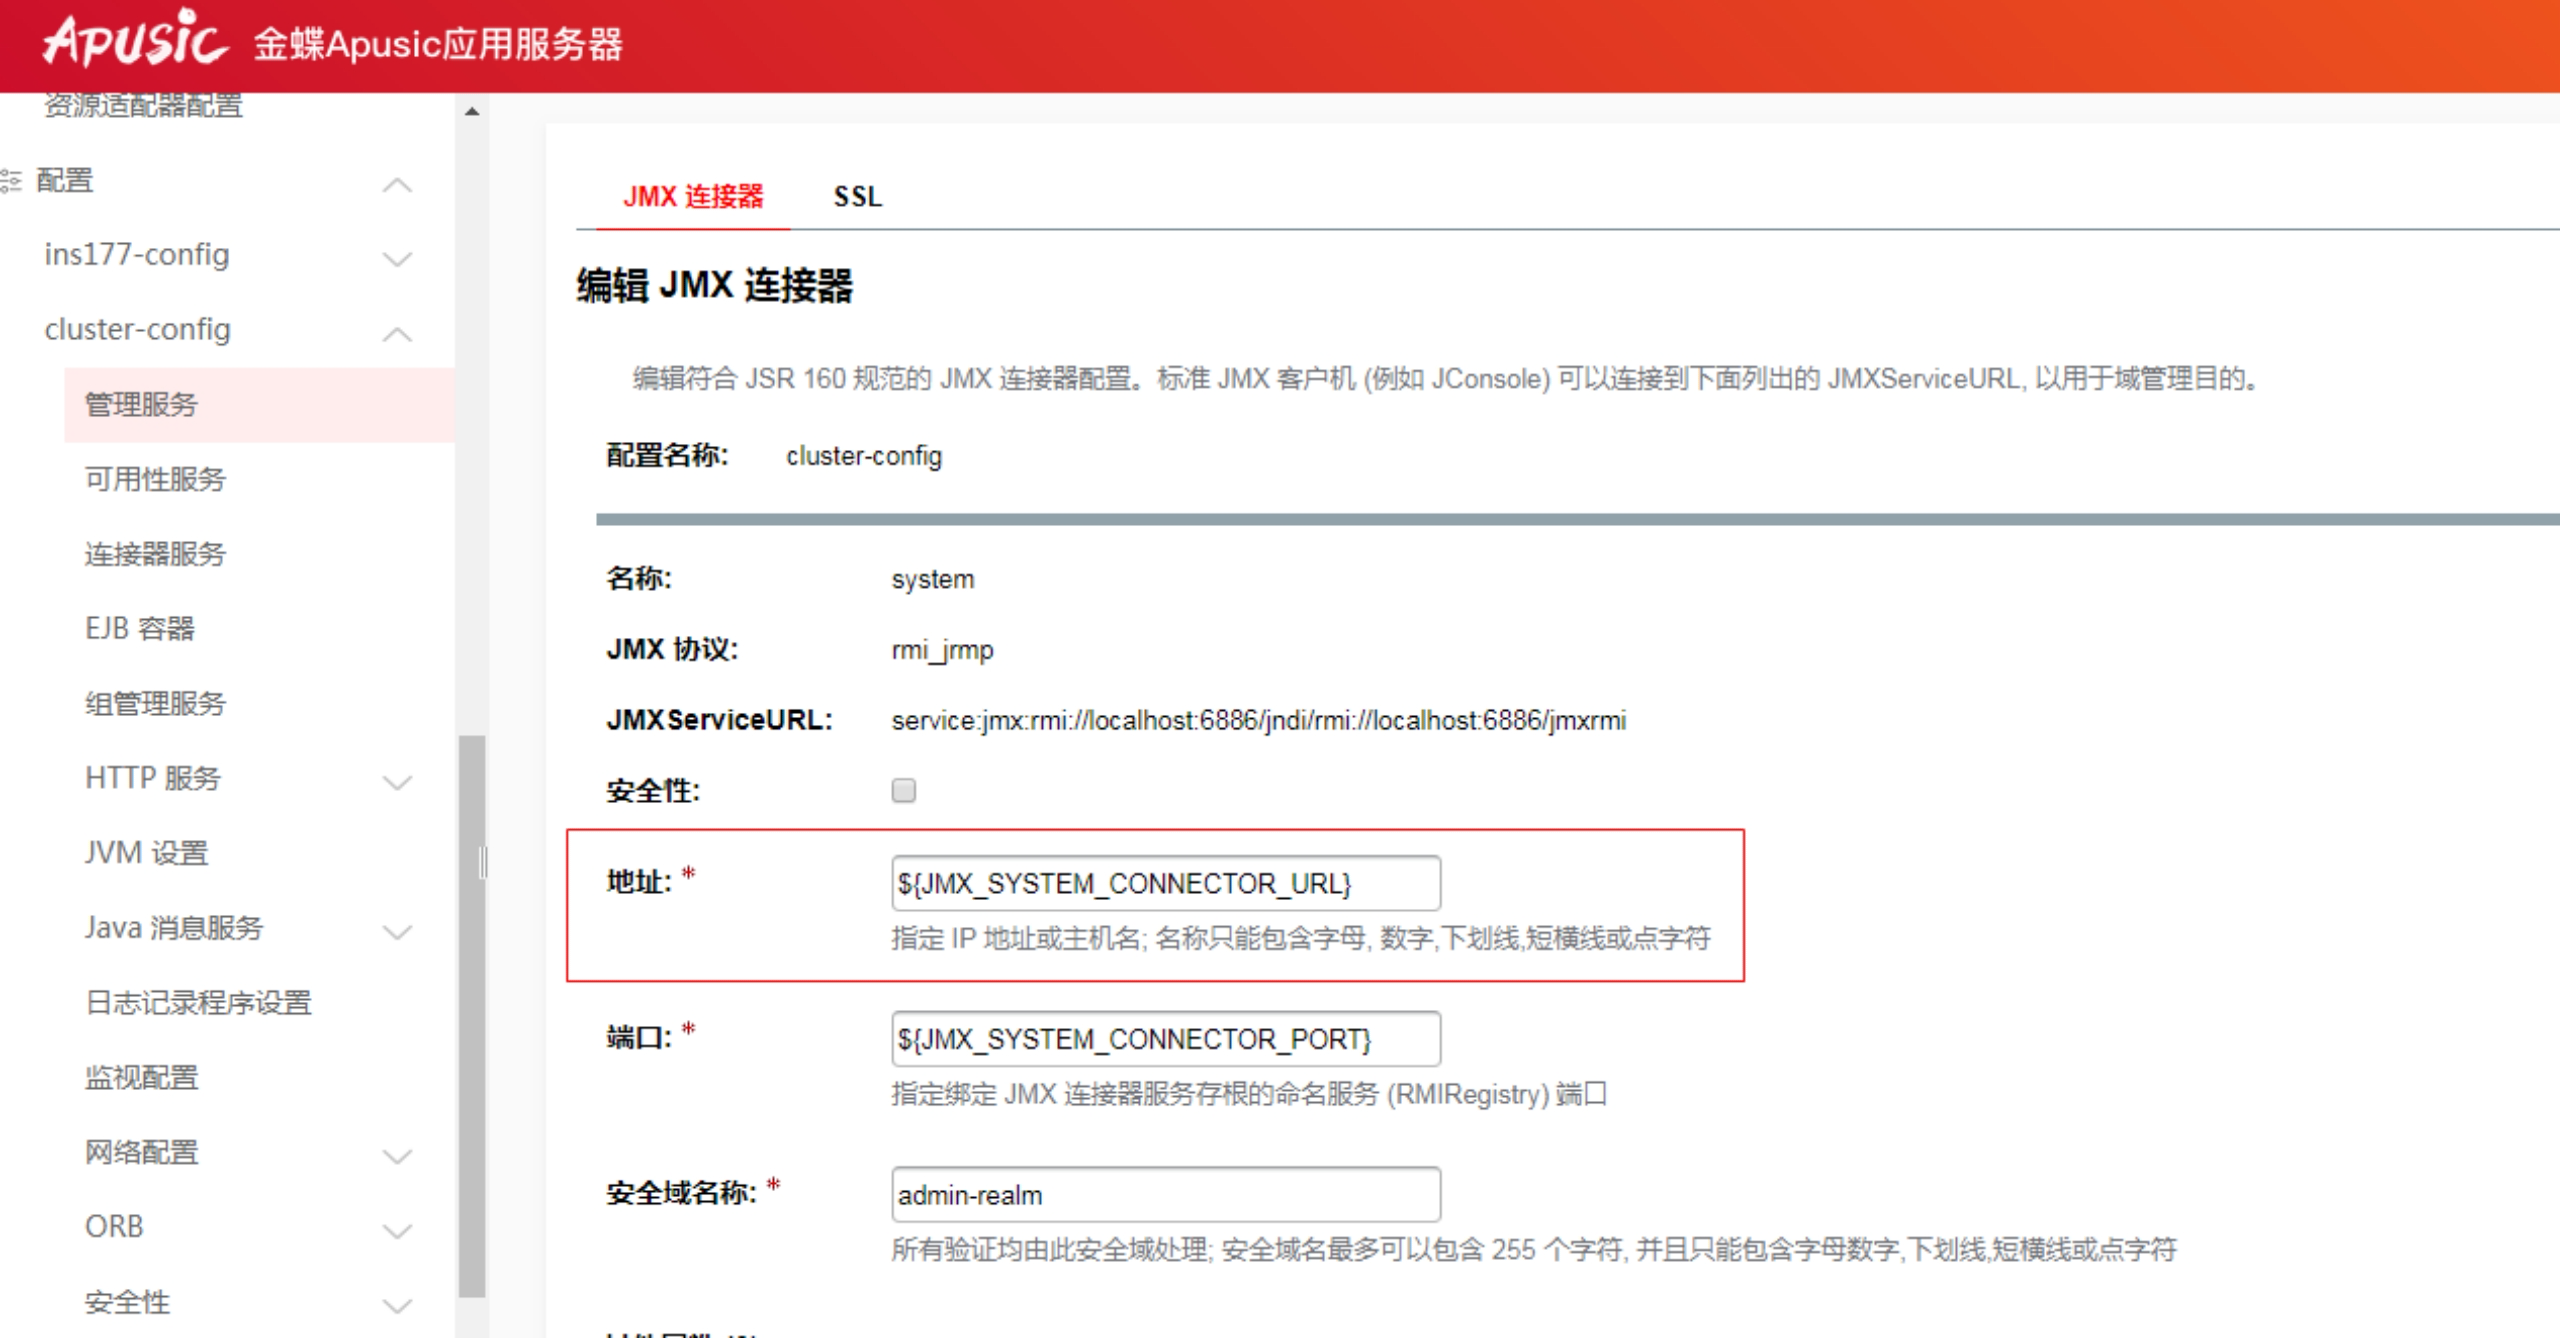 Apusic 金蝶Apusic应用服务器
资源适配器配置
配置
ins177-config
cluster-config
管理服务
可用性服务
连接器服务
EJB 容器
组管理服务
HTTP 服务
JVM 设置
Java 消息服务
日志记录程序设置
监视配置
网络配置
ORB
安全性
JMX 连接器 SSL
编辑 JMX 连接器
编辑符合 JSR 160 规范的 JMX 连接器配置。标准 JMX 客户机 (例如 JConsole) 可以连接到下面列出的 JMXServiceURL, 以用于域管理目的。
配置名称: cluster-config
名称: system
JMX 协议: rmi_jrmp
JMXServiceURL: service:jmx:rmi://localhost:6886/jndi/rmi://localhost:6886/jmxrmi
安全性:
地址: * ${JMX_SYSTEM_CONNECTOR_URL}
指定 IP 地址或主机名; 名称只能包含字母, 数字,下划线,短横线或点字符
端口: * ${JMX_SYSTEM_CONNECTOR_PORT}
指定绑定 JMX 连接器服务存根的命名服务 (RMIRegistry) 端口
安全域名称: * admin-realm
所有验证均由此安全域处理; 安全域名最多可以包含 255 个字符, 并且只能包含字母数字,下划线,短横线或点字符